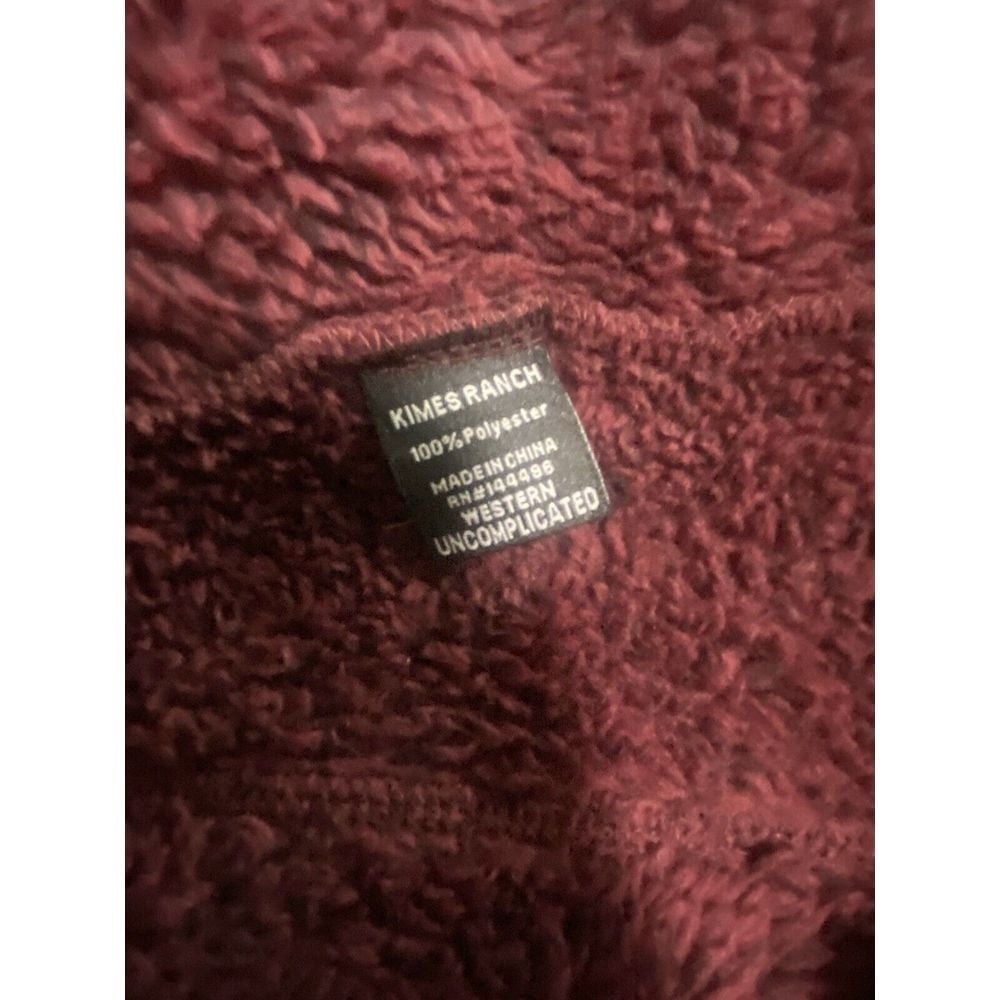 KIMES RANCH
100% Polyester
MADE IN CHINA
RN#144496
WESTERN
UNCOMPLICATED